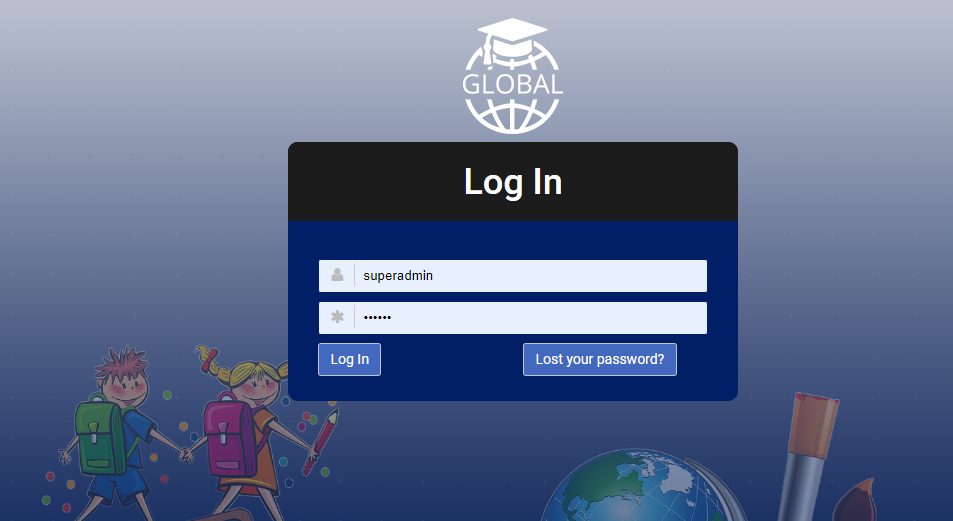 GLOBAL
Log In
superadmin
••••••
Log In
Lost your password?